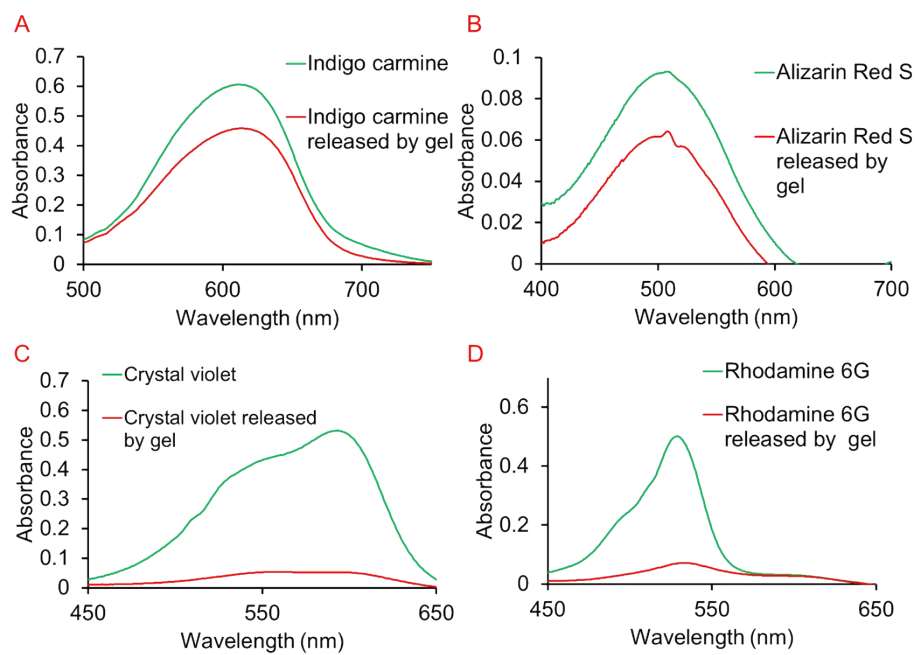 A
0.7
0.6
0.5
0.4
0.3
0.2
0.1
0
500
600
700
Absorbance
Wavelength (nm)
Indigo carmine
Indigo carmine
released by gel
B
0.1
0.08
0.06
0.04
0.02
0
400
500
600
700
Absorbance
Wavelength (nm)
Alizarin Red S
Alizarin Red S
released by
gel
C
0.7
0.6
0.5
0.4
0.3
0.2
0.1
0
450
550
650
Absorbance
Wavelength (nm)
Crystal violet
Crystal violet released
by gel
D
0.6
0.4
0.2
0
450
550
650
Absorbance
Wavelength (nm)
Rhodamine 6G
Rhodamine 6G
released by gel